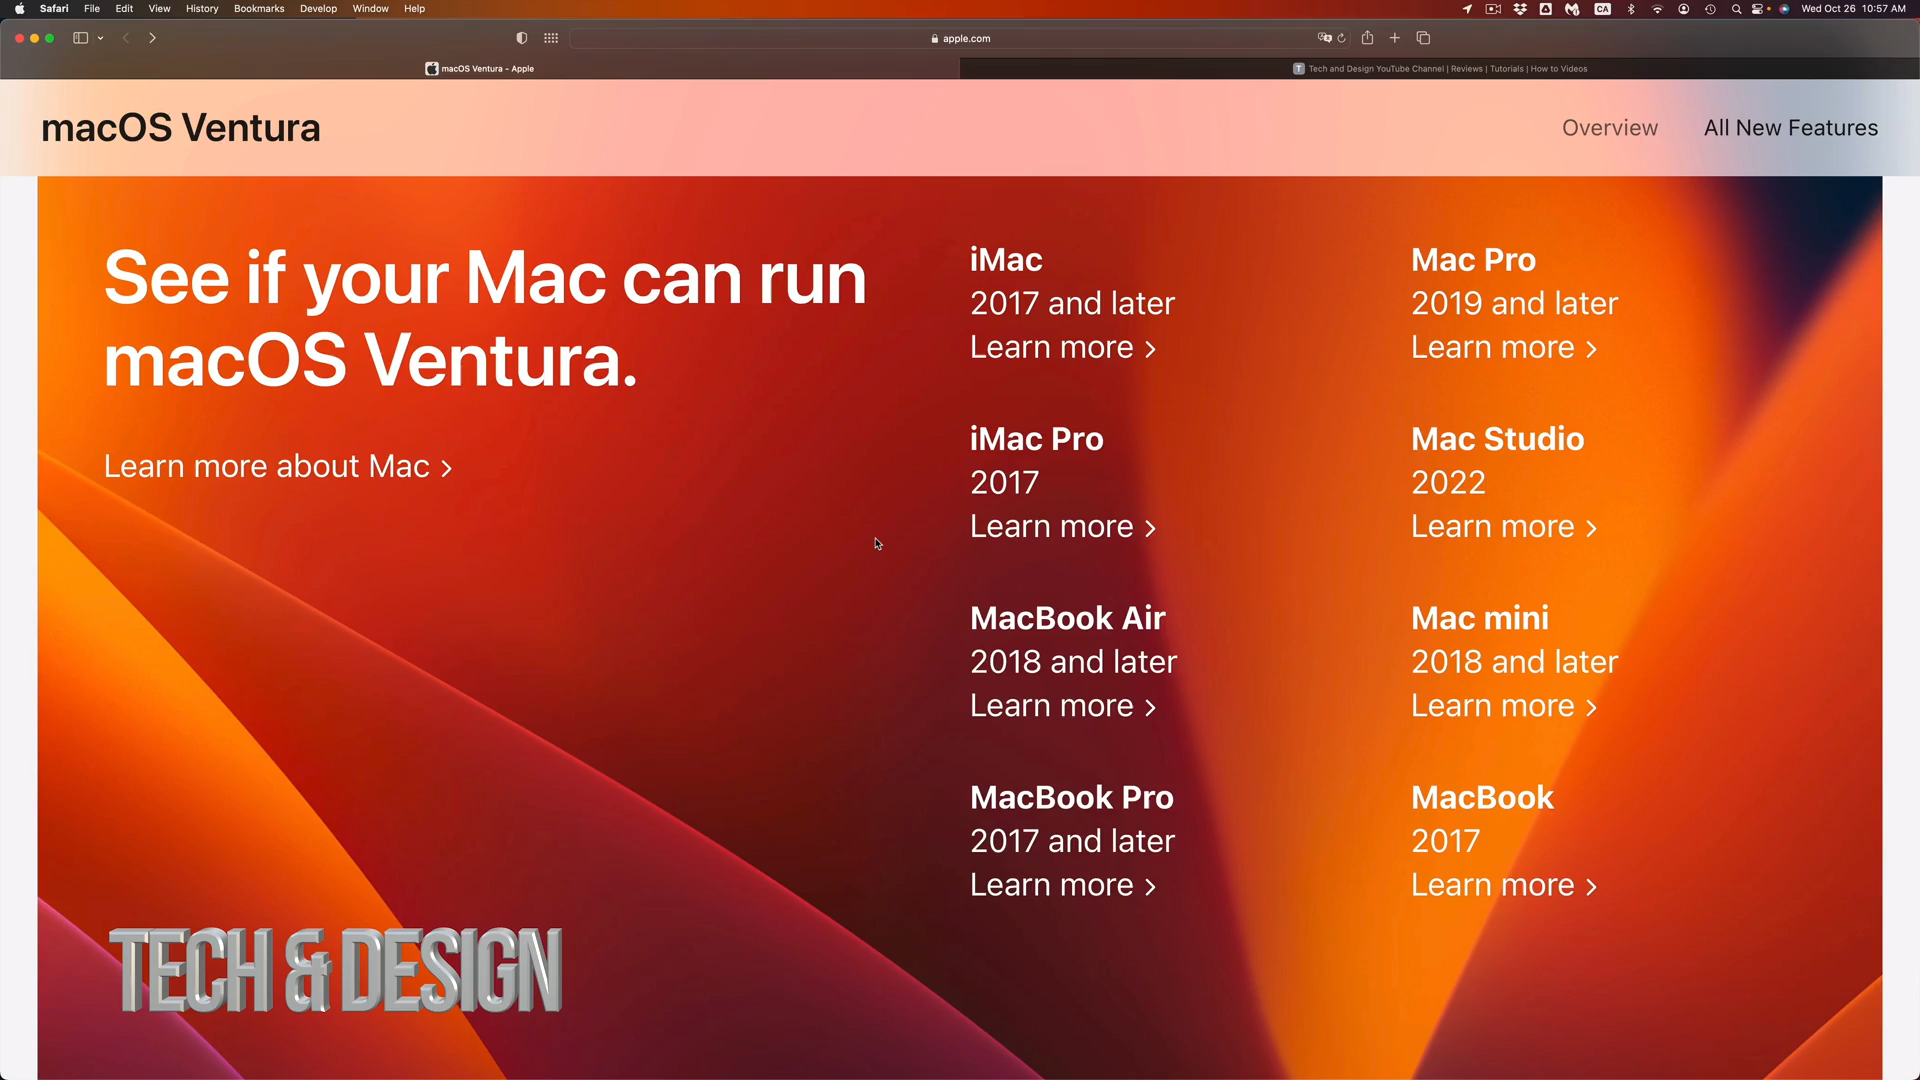 Safari File Edit View History Bookmarks Develop Window Help
CA Wed Oct 26 10:57 AM
apple.com
macOS Ventura - Apple
Tech and Design YouTube Channel | Reviews | Tutorials | How to Videos
macOS Ventura
Overview All New Features
See if your Mac can run
macOS Ventura.
Learn more about Mac >
iMac
2017 and later
Learn more >
Mac Pro
2019 and later
Learn more >
iMac Pro
2017
Learn more >
Mac Studio
2022
Learn more >
MacBook Air
2018 and later
Learn more >
Mac mini
2018 and later
Learn more >
MacBook Pro
2017 and later
Learn more >
MacBook
2017
Learn more >
TECH & DESIGN